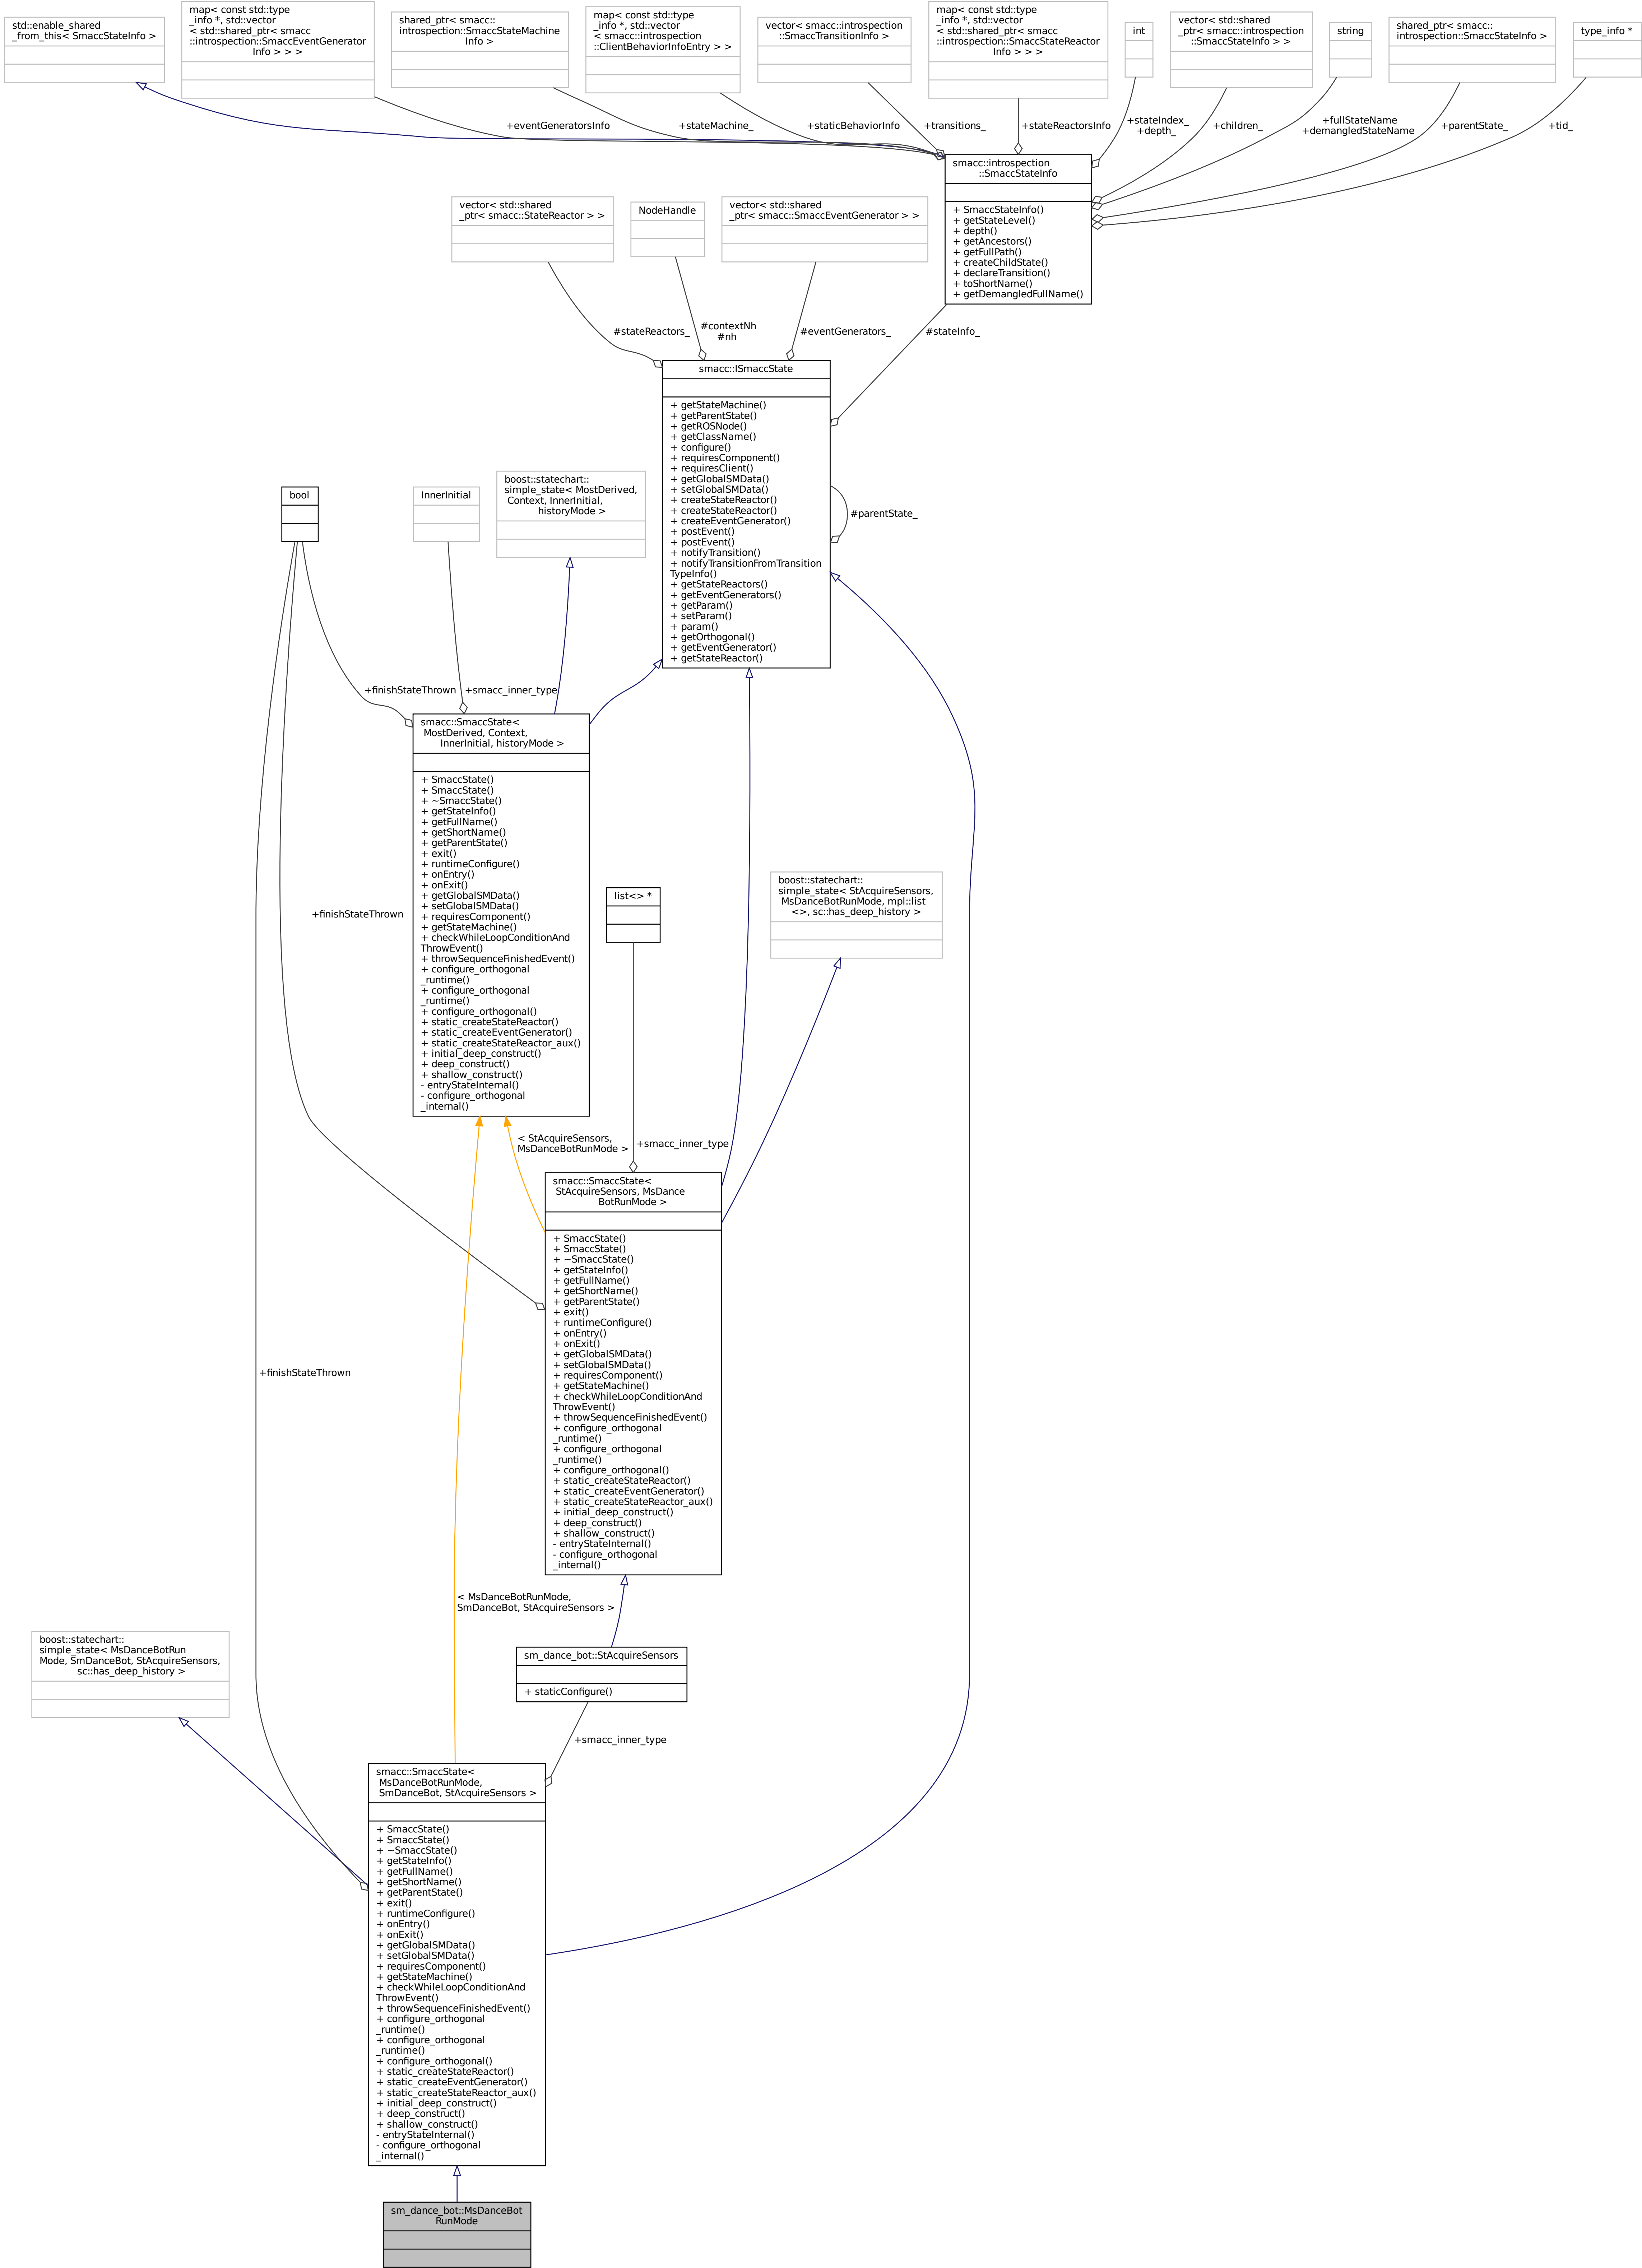 std::enable_shared
_from_this< SmaccStateInfo >
map< const std::type
_info *, std::vector
< std::shared_ptr< smacc
::introspection::SmaccEventGenerator
Info > > >
shared_ptr< smacc::
introspection::SmaccStateMachine
Info >
map< const std::type
_info *, std::vector
< smacc::introspection
::ClientBehaviorInfoEntry > >
vector< smacc::introspection
::SmaccTransitionInfo >
map< const std::type
_info *, std::vector
< std::shared_ptr< smacc
::introspection::SmaccStateReactor
Info > > >
int
vector< std::shared
_ptr< smacc::introspection
::SmaccStateInfo > >
string
shared_ptr< smacc::
introspection::SmaccStateInfo >
type_info *
+eventGeneratorsInfo
+stateMachine_
+staticBehaviorInfo
+transitions_
+stateReactorsInfo
+stateIndex_
+depth_
+children_
+fullStateName
+demangledStateName
+parentState_
+tid_
smacc::introspection
::SmaccStateInfo
+ SmaccStateInfo()
+ getStateLevel()
+ depth()
+ getAncestors()
+ getFullPath()
+ createChildState()
+ declareTransition()
+ toShortName()
+ getDemangledFullName()
vector< std::shared
_ptr< smacc::StateReactor > >
NodeHandle
vector< std::shared
_ptr< smacc::SmaccEventGenerator > >
#stateReactors_
#contextNh
#nh
#eventGenerators_
#stateInfo_
smacc::ISmaccState
+ getStateMachine()
+ getParentState()
+ getROSNode()
+ getClassName()
+ configure()
+ requiresComponent()
+ requiresClient()
+ getGlobalSMData()
+ setGlobalSMData()
+ createStateReactor()
+ createStateReactor()
+ createEventGenerator()
+ postEvent()
+ postEvent()
+ notifyTransition()
+ notifyTransitionFromTransition
TypeInfo()
+ getStateReactors()
+ getEventGenerators()
+ getParam()
+ setParam()
+ param()
+ getOrthogonal()
+ getEventGenerator()
+ getStateReactor()
#parentState_
bool
InnerInitial
boost::statechart::
simple_state< MostDerived,
Context, InnerInitial,
historyMode >
+finishStateThrown
+smacc_inner_type
smacc::SmaccState<
MostDerived, Context,
InnerInitial, historyMode >
+ SmaccState()
+ SmaccState()
+ ~SmaccState()
+ getStateInfo()
+ getFullName()
+ getShortName()
+ getParentState()
+ exit()
+ runtimeConfigure()
+ onEntry()
+ onExit()
+ getGlobalSMData()
+ setGlobalSMData()
+ requiresComponent()
+ getStateMachine()
+ checkWhileLoopConditionAnd
ThrowEvent()
+ throwSequenceFinishedEvent()
+ configure_orthogonal
_runtime()
+ configure_orthogonal
_runtime()
+ configure_orthogonal()
+ static_createStateReactor()
+ static_createEventGenerator()
+ static_createStateReactor_aux()
+ initial_deep_construct()
+ deep_construct()
+ shallow_construct()
- entryStateInternal()
- configure_orthogonal
_internal()
+finishStateThrown
list<> *
boost::statechart::
simple_state< StAcquireSensors,
MsDanceBotRunMode, mpl::list
<>, sc::has_deep_history >
< StAcquireSensors,
MsDanceBotRunMode >
+smacc_inner_type
smacc::SmaccState<
StAcquireSensors, MsDance
BotRunMode >
+ SmaccState()
+ SmaccState()
+ ~SmaccState()
+ getStateInfo()
+ getFullName()
+ getShortName()
+ getParentState()
+ exit()
+ runtimeConfigure()
+ onEntry()
+ onExit()
+ getGlobalSMData()
+ setGlobalSMData()
+ requiresComponent()
+ getStateMachine()
+ checkWhileLoopConditionAnd
ThrowEvent()
+ throwSequenceFinishedEvent()
+ configure_orthogonal
_runtime()
+ configure_orthogonal
_runtime()
+ configure_orthogonal()
+ static_createStateReactor()
+ static_createEventGenerator()
+ static_createStateReactor_aux()
+ initial_deep_construct()
+ deep_construct()
+ shallow_construct()
- entryStateInternal()
- configure_orthogonal
_internal()
+finishStateThrown
< MsDanceBotRunMode,
SmDanceBot, StAcquireSensors >
boost::statechart::
simple_state< MsDanceBotRun
Mode, SmDanceBot, StAcquireSensors,
sc::has_deep_history >
sm_dance_bot::StAcquireSensors
+ staticConfigure()
+smacc_inner_type
smacc::SmaccState<
MsDanceBotRunMode,
SmDanceBot, StAcquireSensors >
+ SmaccState()
+ SmaccState()
+ ~SmaccState()
+ getStateInfo()
+ getFullName()
+ getShortName()
+ getParentState()
+ exit()
+ runtimeConfigure()
+ onEntry()
+ onExit()
+ getGlobalSMData()
+ setGlobalSMData()
+ requiresComponent()
+ getStateMachine()
+ checkWhileLoopConditionAnd
ThrowEvent()
+ throwSequenceFinishedEvent()
+ configure_orthogonal
_runtime()
+ configure_orthogonal
_runtime()
+ configure_orthogonal()
+ static_createStateReactor()
+ static_createEventGenerator()
+ static_createStateReactor_aux()
+ initial_deep_construct()
+ deep_construct()
+ shallow_construct()
- entryStateInternal()
- configure_orthogonal
_internal()
sm_dance_bot::MsDanceBot
RunMode